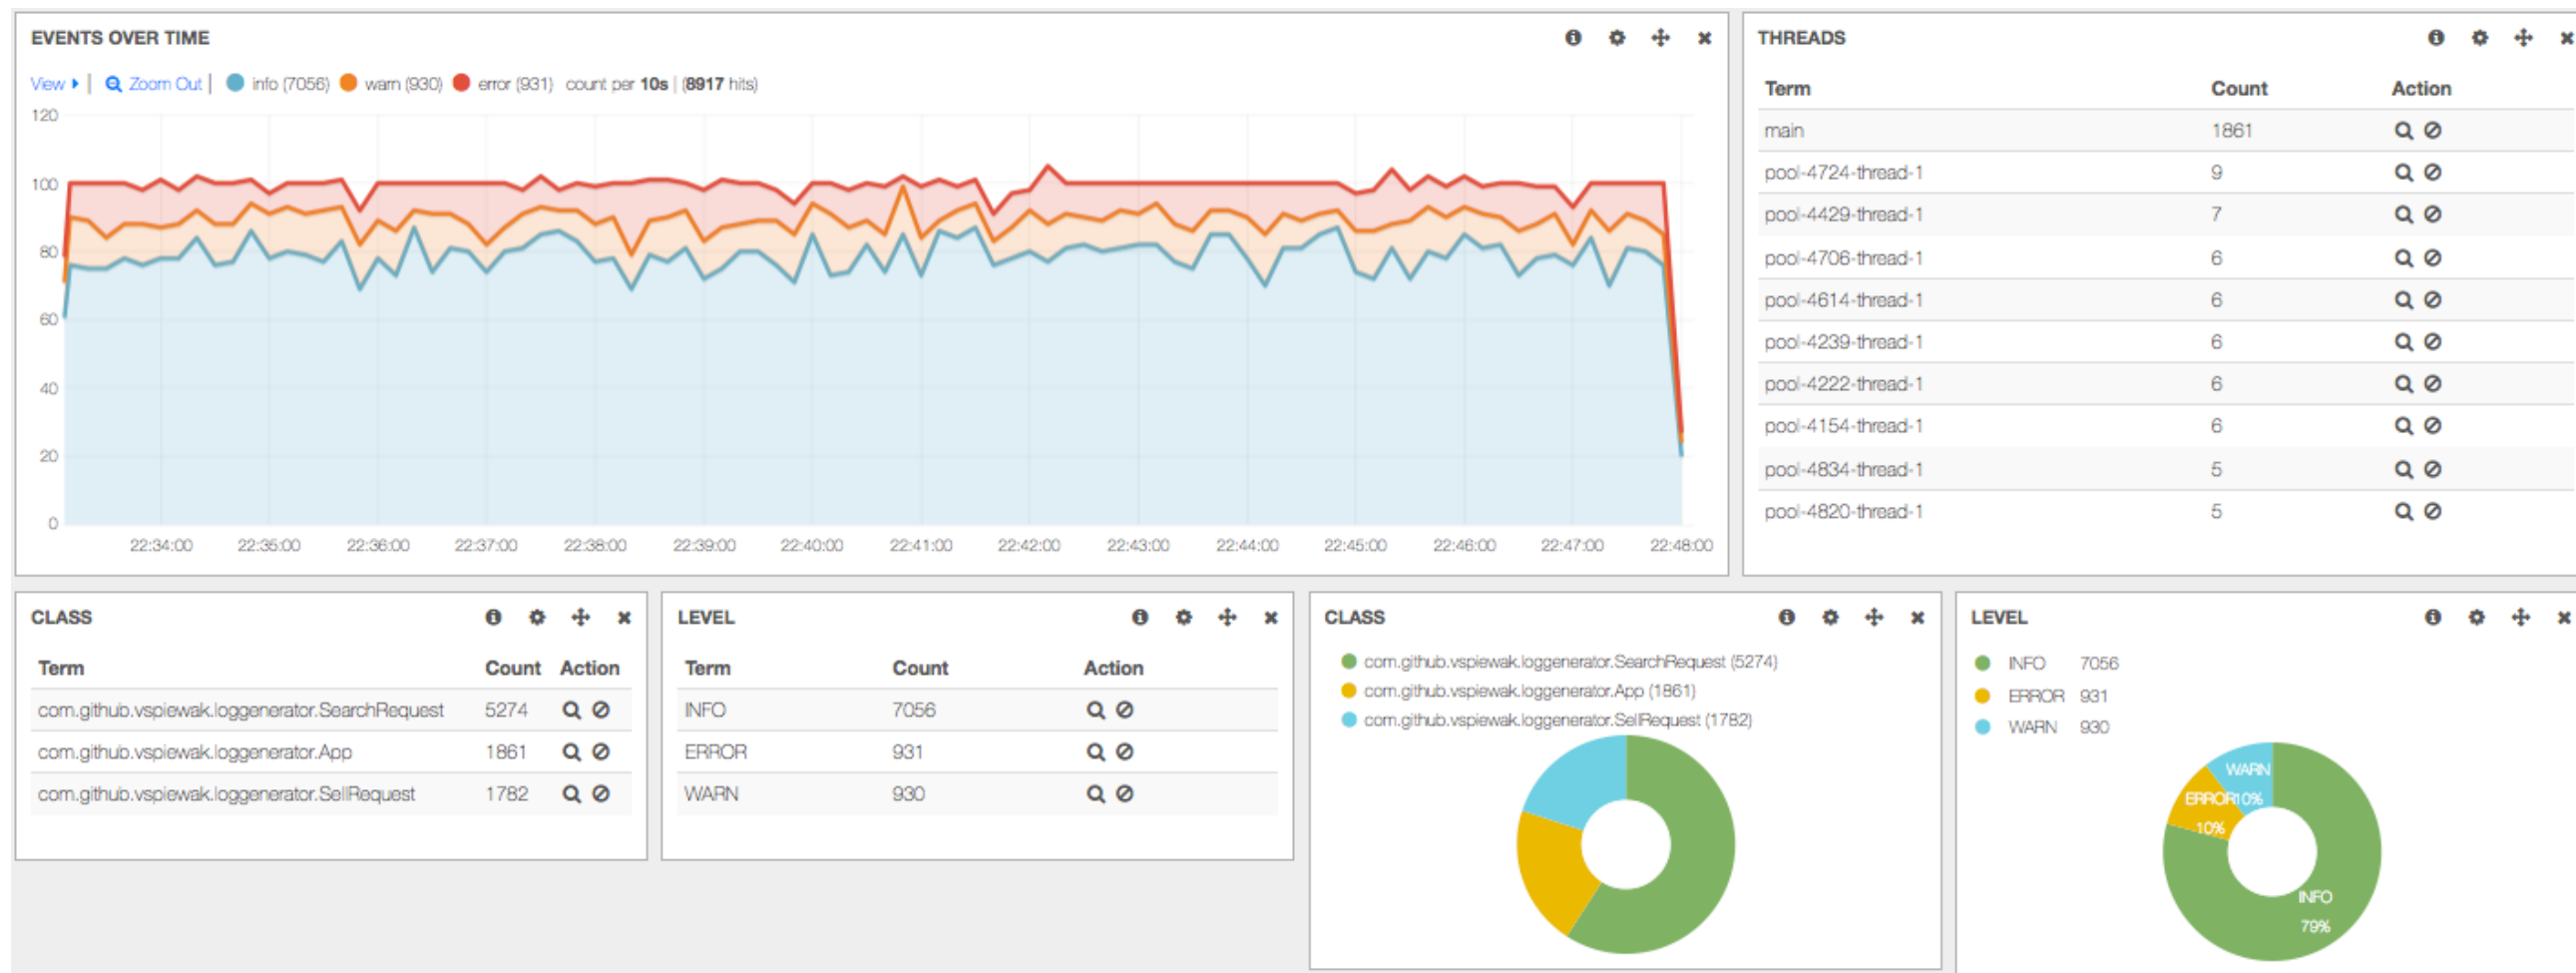 EVENTS OVER TIME
View | Zoom Out | info (7056) warn (930) error (931) count per 10s | (8917 hits)
120
100
80
60
40
20
0
22:34:00 22:35:00 22:36:00 22:37:00 22:38:00 22:39:00 22:40:00 22:41:00 22:42:00 22:43:00 22:44:00 22:45:00 22:46:00 22:47:00 22:48:00
THREADS
Term Count Action
main 1861
pool-4724-thread-1 9
pool-4429-thread-1 7
pool-4706-thread-1 6
pool-4614-thread-1 6
pool-4239-thread-1 6
pool-4222-thread-1 6
pool-4154-thread-1 6
pool-4834-thread-1 5
pool-4820-thread-1 5
CLASS
Term Count Action
com.github.vspiewak.loggenerator.SearchRequest 5274
com.github.vspiewak.loggenerator.App 1861
com.github.vspiewak.loggenerator.SellRequest 1782
LEVEL
Term Count Action
INFO 7056
ERROR 931
WARN 930
CLASS
com.github.vspiewak.loggenerator.SearchRequest (5274)
com.github.vspiewak.loggenerator.App (1861)
com.github.vspiewak.loggenerator.SellRequest (1782)
LEVEL
INFO 7056
ERROR 931
WARN 930
WARN
10%
ERROR
10%
INFO
79%